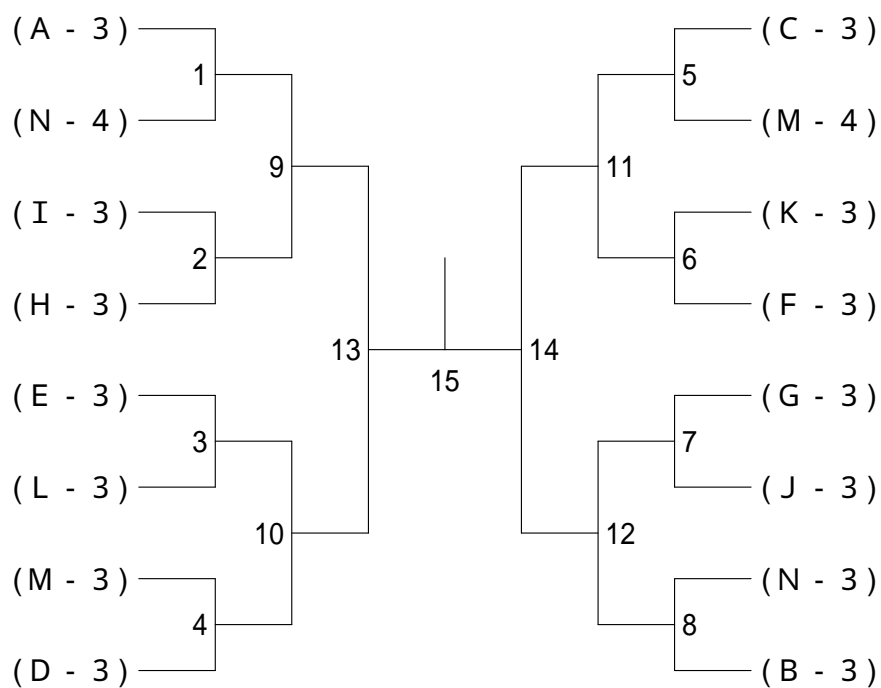 (A - 3)
1
(N - 4)
9
(I - 3)
2
(H - 3)
13
(E - 3)
3
(L - 3)
10
(M - 3)
4
(D - 3)
15
(C - 3)
5
(M - 4)
11
(K - 3)
6
(F - 3)
14
(G - 3)
7
(J - 3)
12
(N - 3)
8
(B - 3)